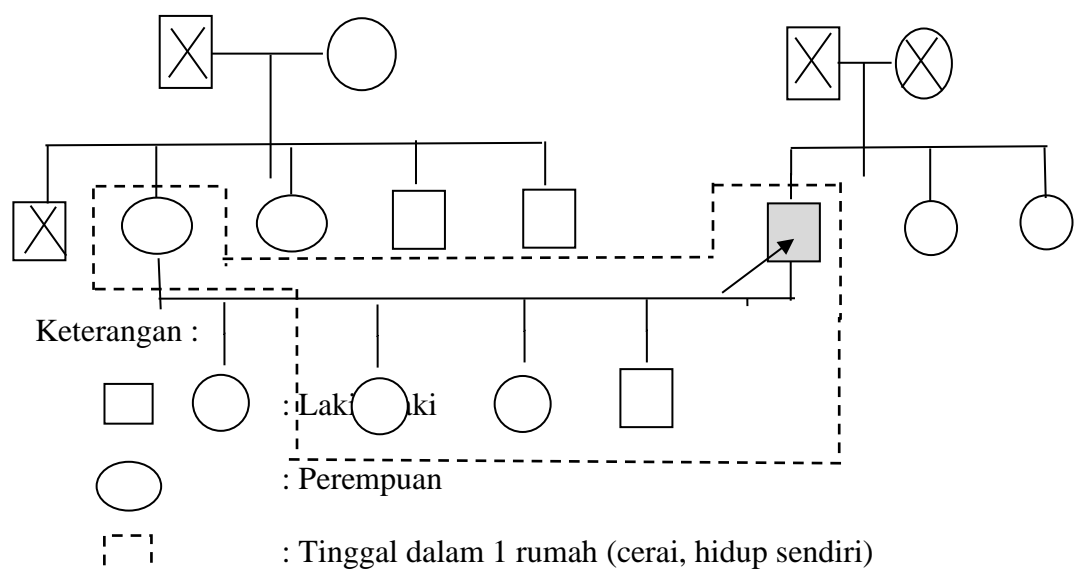 Keterangan :
: Laki aki
: Perempuan
: Tinggal dalam 1 rumah (cerai, hidup sendiri)